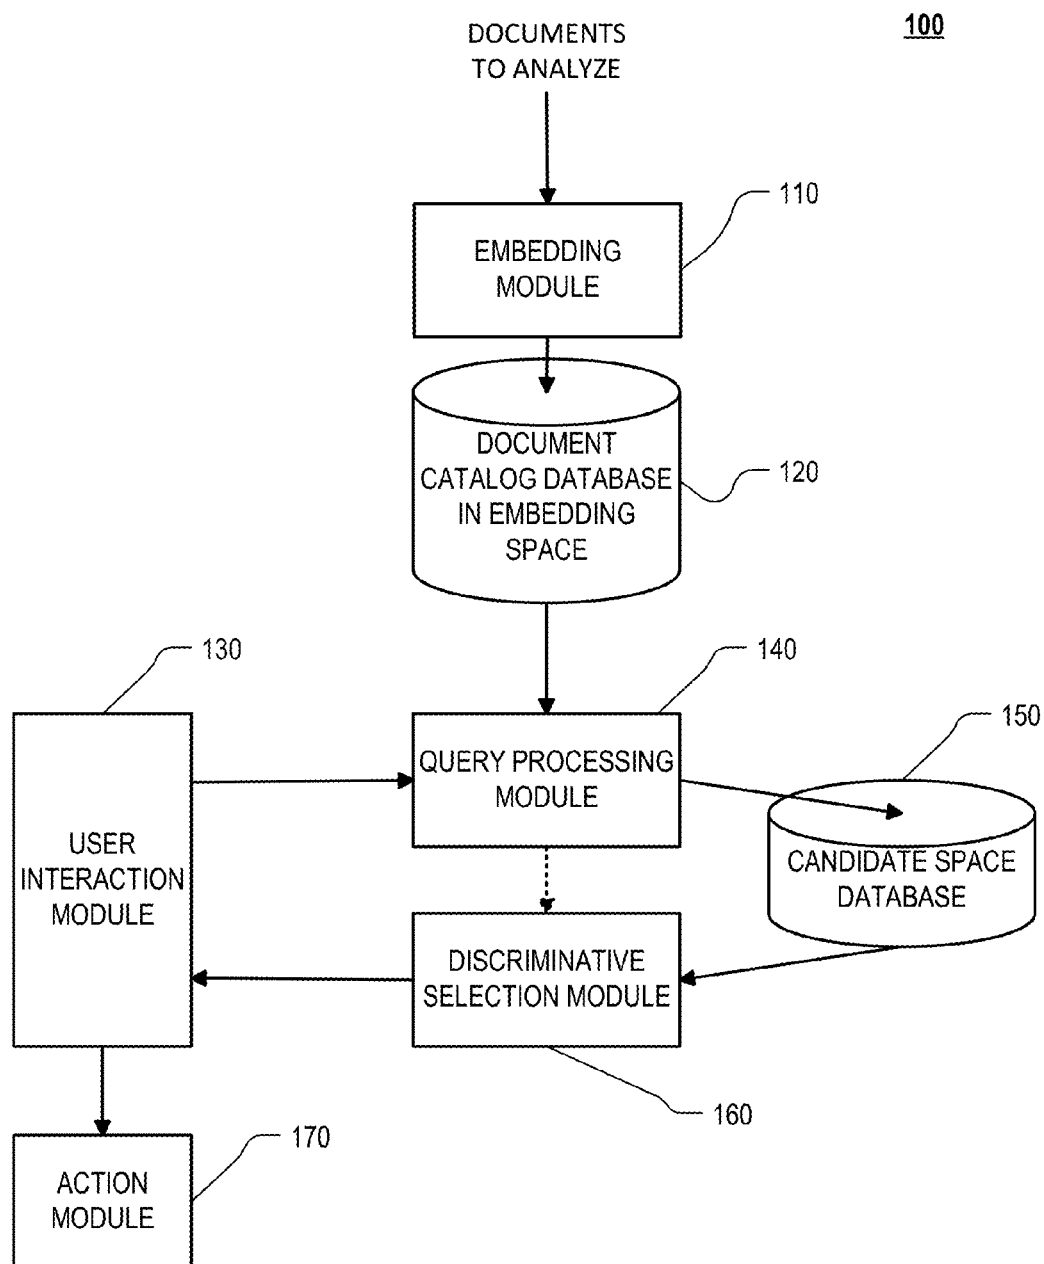 100
DOCUMENTS
TO ANALYZE
110
EMBEDDING
MODULE
DOCUMENT
CATALOG DATABASE
IN EMBEDDING
SPACE
120
130
140
150
QUERY PROCESSING
MODULE
USER
INTERACTION
MODULE
CANDIDATE SPACE
DATABASE
DISCRIMINATIVE
SELECTION MODULE
160
170
ACTION
MODULE